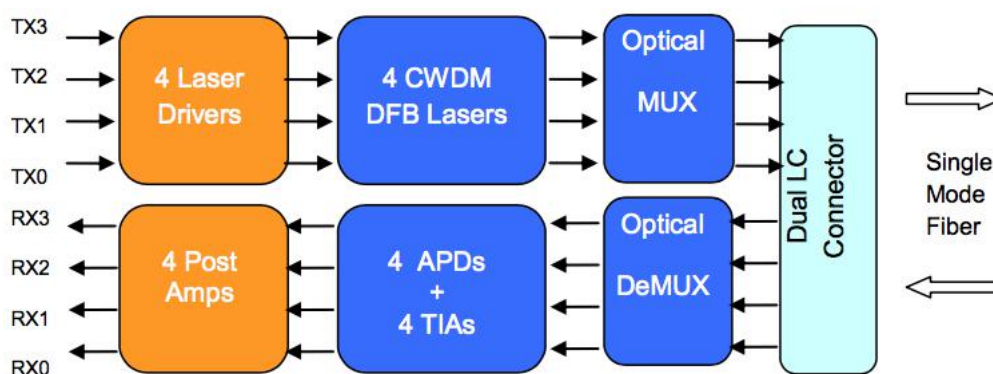 TX3
TX2
TX1
TX0
4 Laser
Drivers
4 CWDM
DFB Lasers
Optical
MUX
Dual LC
Connector
Single
Mode
Fiber
RX3
RX2
RX1
RX0
4 Post
Amps
4 APDs
+
4 TIAs
Optical
DeMUX